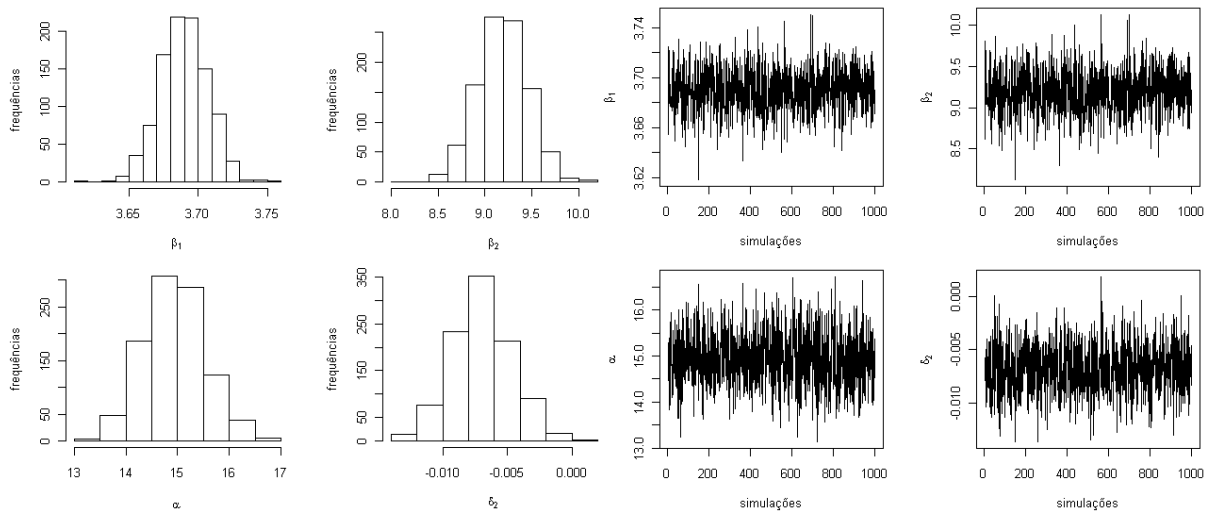 frequências
0 50 100 150 200
3.65 3.70 3.75
β1
frequências
0 50 150 250
8.0 8.5 9.0 9.5 10.0
β2
β1
3.62 3.66 3.70 3.74
0 200 400 600 800 1000
simulações
β2
8.5 9.0 9.5 10.0
0 200 400 600 800 1000
simulações
frequências
0 50 150 250
13 14 15 16 17
α
frequências
0 50 150 250 350
-0.010 -0.005 0.000
δ2
α
13.0 14.0 15.0 16.0
0 200 400 600 800 1000
simulações
δ2
-0.010 -0.005 0.000
0 200 400 600 800 1000
simulações